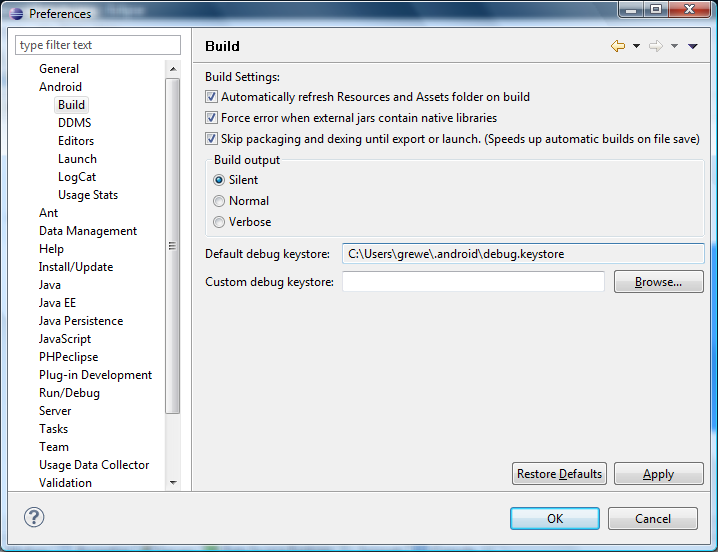 Preferences
type filter text
General
Android
Build
DDMS
Editors
Launch
LogCat
Usage Stats
Ant
Data Management
Help
Install/Update
Java
Java EE
Java Persistence
JavaScript
PHPeclipse
Plug-in Development
Run/Debug
Server
Tasks
Team
Usage Data Collector
Validation
Build
Build Settings:
Automatically refresh Resources and Assets folder on build
Force error when external jars contain native libraries
Skip packaging and dexing until export or launch. (Speeds up automatic builds on file save)
Build output
Silent
Normal
Verbose
Default debug keystore: C:\Users\grewe\.android\debug.keystore
Custom debug keystore: Browse...
Restore Defaults Apply
OK Cancel